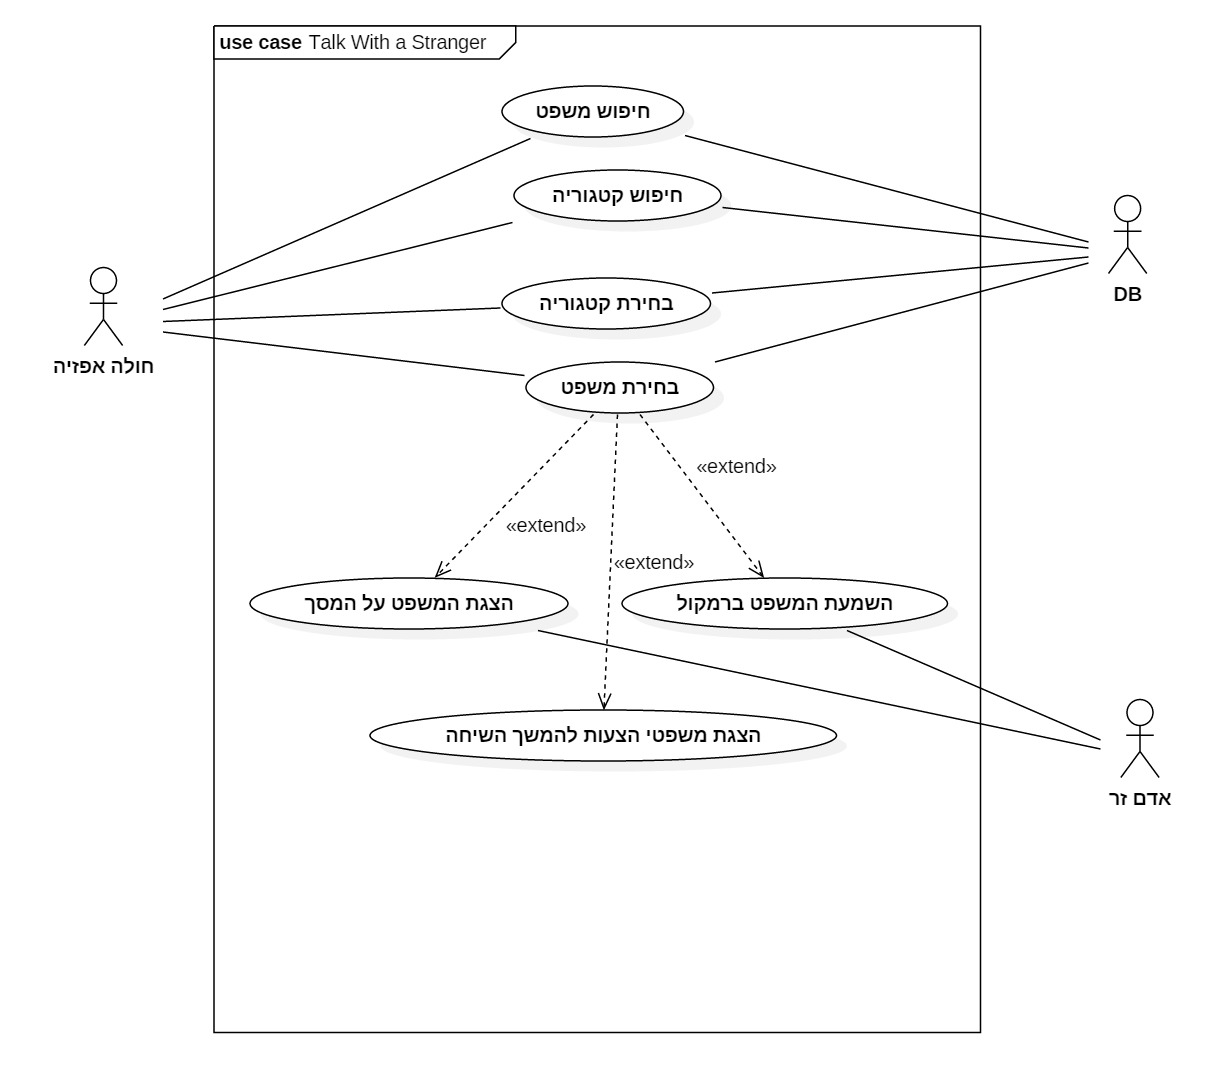 use case Talk With a Stranger
חיפוש משפט
חיפוש קטגוריה
DB
בחירת קטגוריה
חולה אפזיה
בחירת משפט
«extend»
«extend»
«extend»
הצגת המשפט על המסך
השמעת המשפט ברמקול
הצגת משפטי הצעות להמשך השיחה
אדם זר